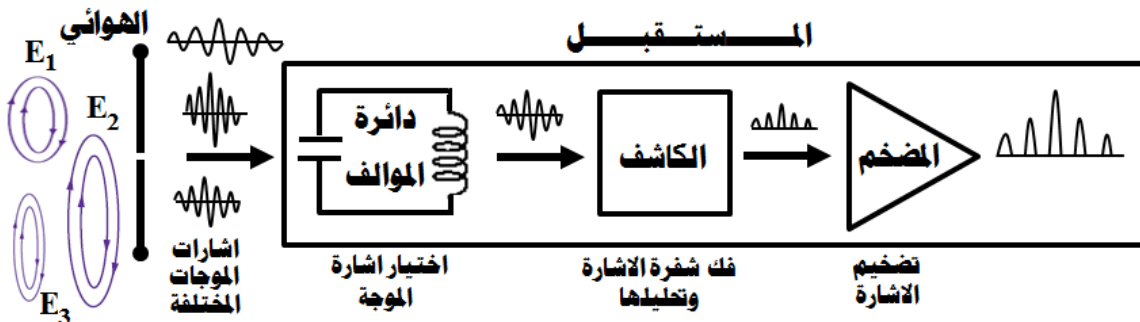 الهوائي
المـــــــستـــقبـــــــل
E1
E2
E3
دائرة
الموالف
الكاشف
المضخم
اشارات
الموجات
المختلفة
اختيار اشارة
الموجة
فك شفرة الاشارة
وتحليلها
تضخيم
الاشارة